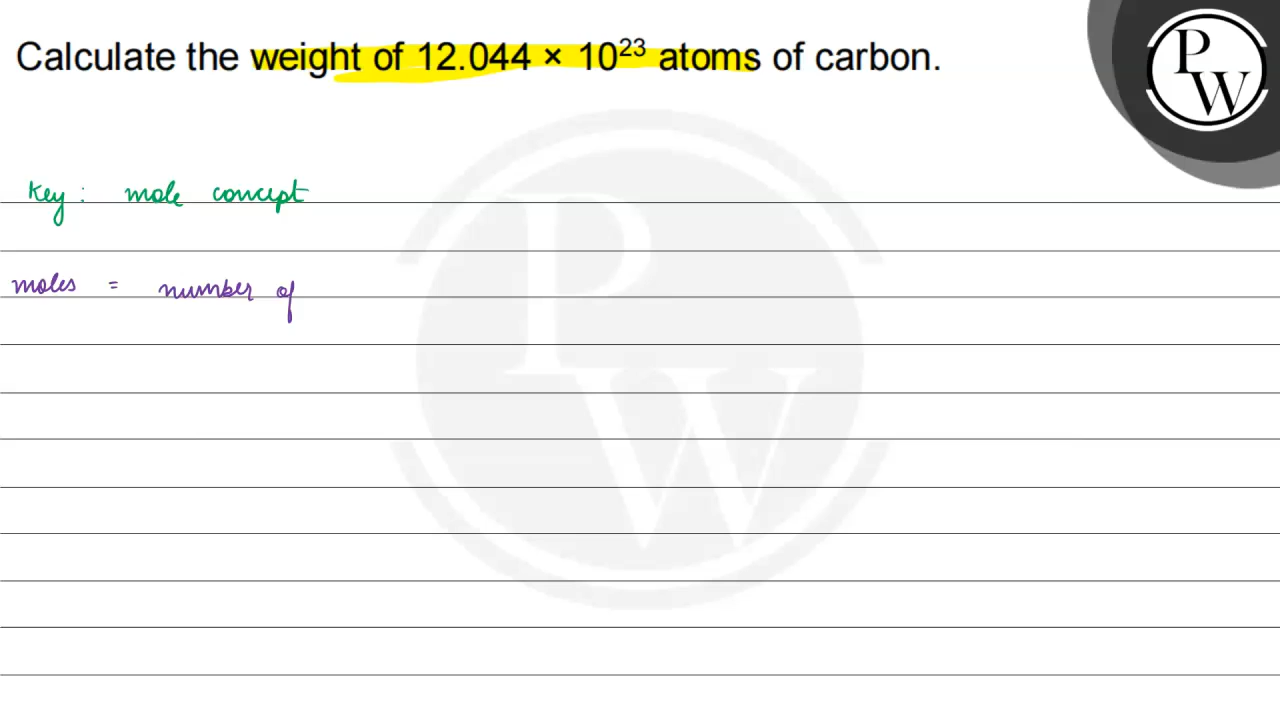 Calculate the weight of 12.044 × 10²³ atoms of carbon.
P
W
Key: mole concept
moles = number of
P
W